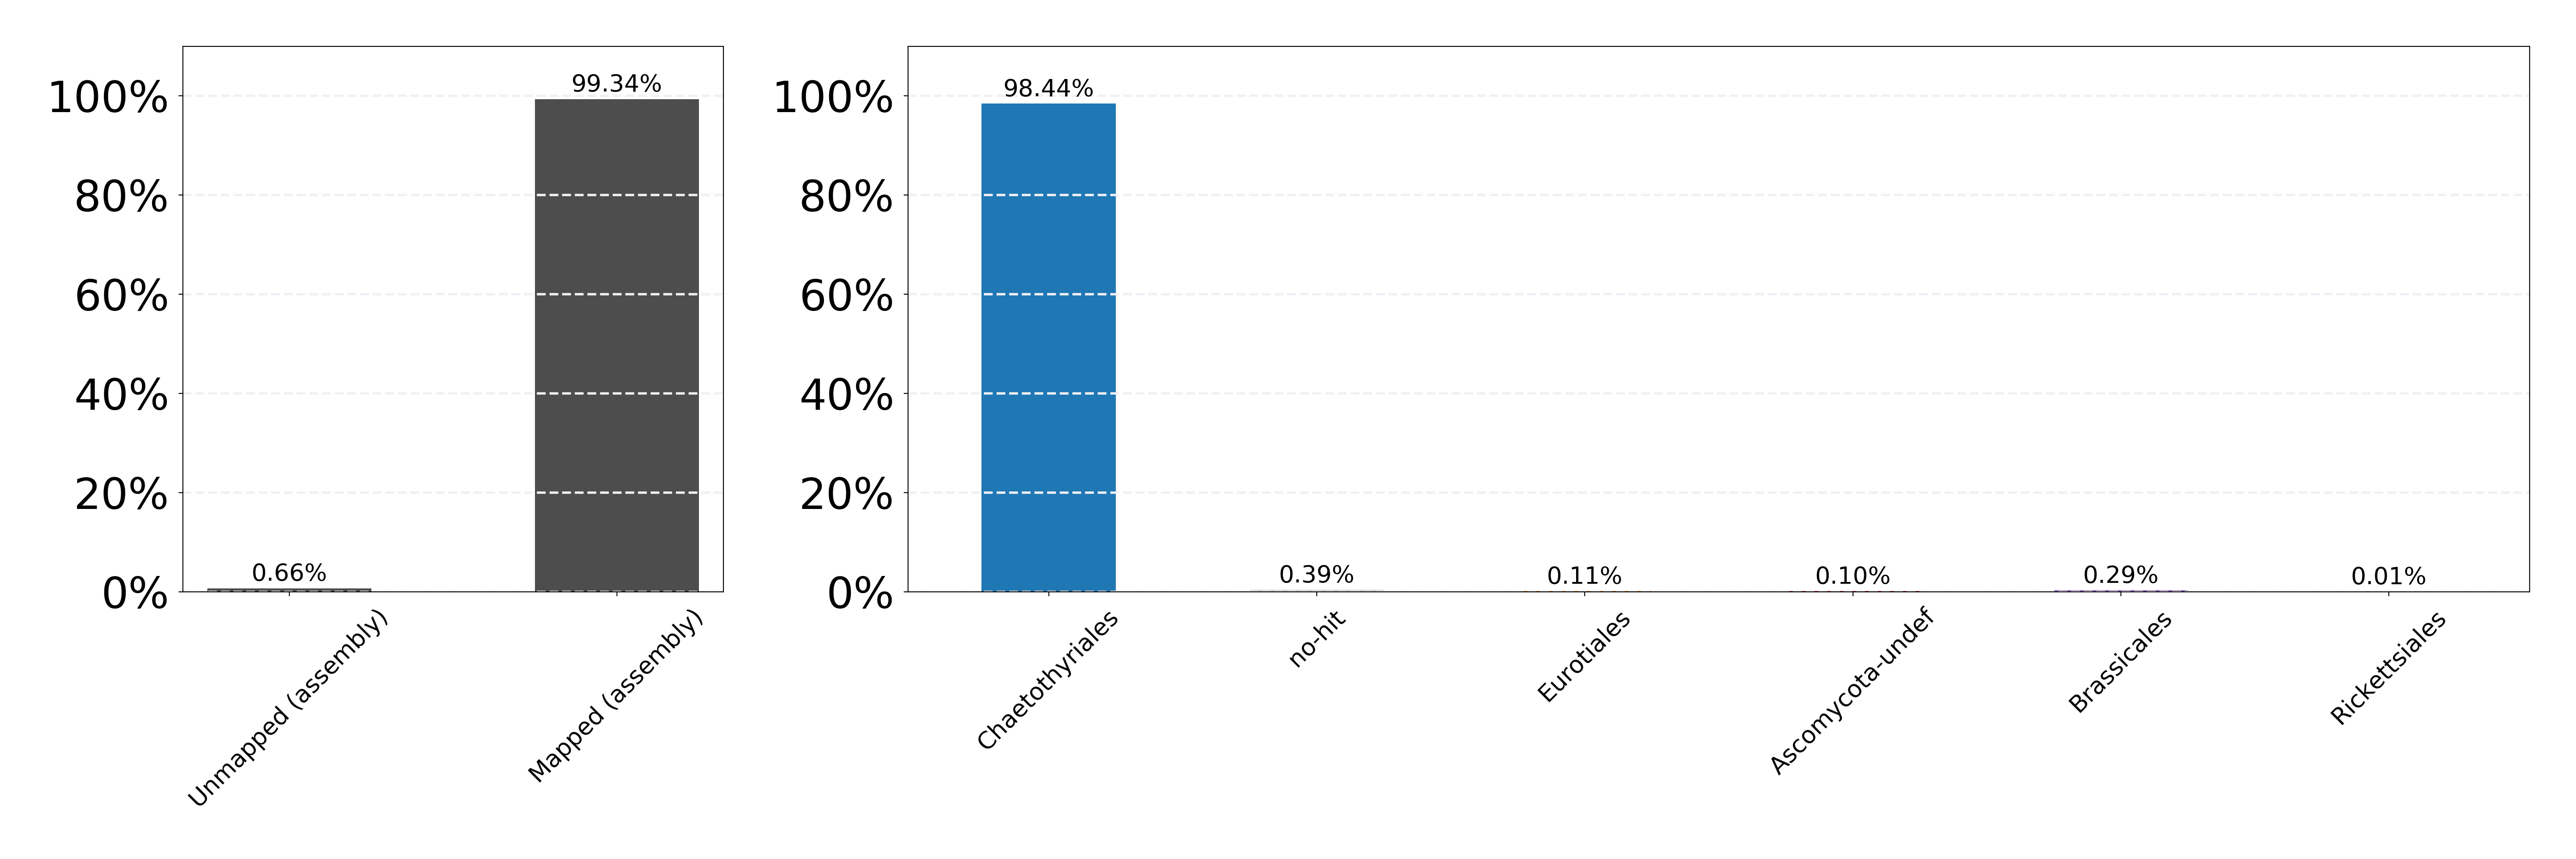 100%
80%
60%
40%
20%
0%
0.66%
99.34%
Unmapped (assembly)
Mapped (assembly)
100%
80%
60%
40%
20%
0%
98.44%
0.39%
0.11%
0.10%
0.29%
0.01%
Chaetothyriales
no-hit
Eurotiales
Ascomycota-undef
Brassicales
Rickettsiales